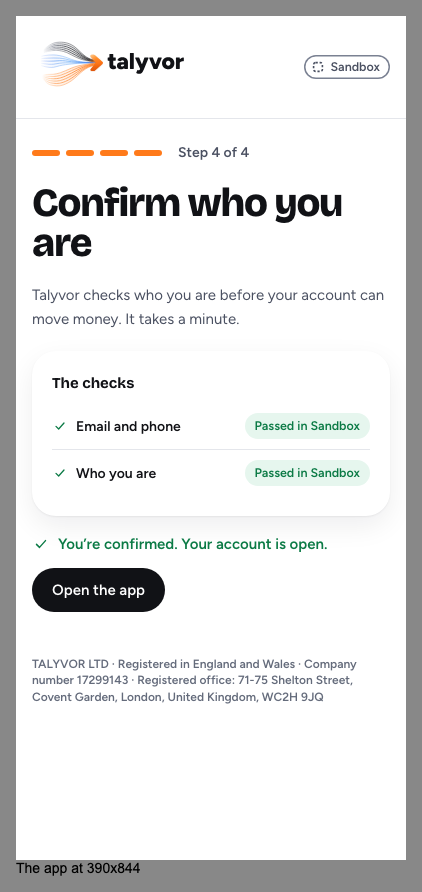 talyvor
Sandbox
Step 4 of 4
Confirm who you
are
Talyvor checks who you are before your account can
move money. It takes a minute.
The checks
Email and phone
Passed in Sandbox
Who you are
Passed in Sandbox
You’re confirmed. Your account is open.
Open the app
TALYVOR LTD · Registered in England and Wales · Company
number 17299143 · Registered office: 71-75 Shelton Street,
Covent Garden, London, United Kingdom, WC2H 9JQ
The app at 390x844